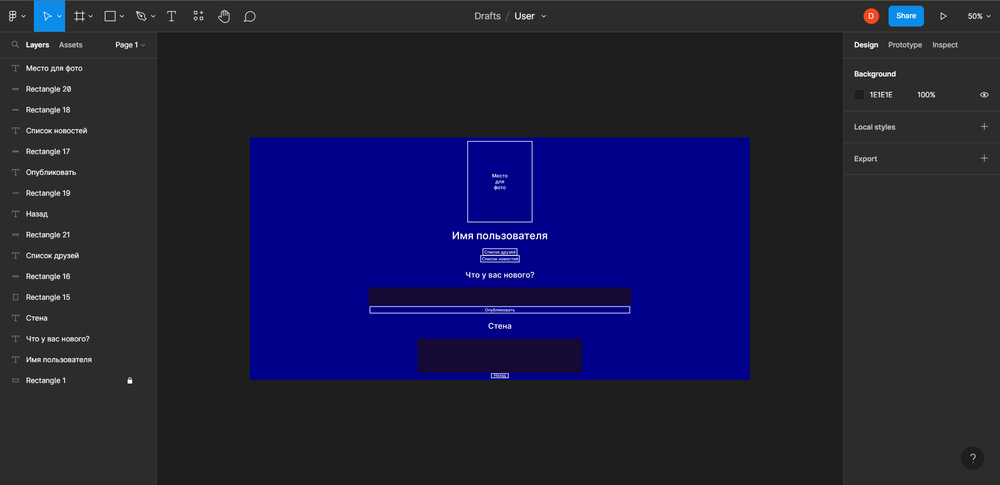 Drafts / User
D
Share
50%
Layers
Assets
Page 1
Место для фото
Rectangle 20
Rectangle 18
Список новостей
Rectangle 17
Опубликовать
Rectangle 19
Назад
Rectangle 21
Список друзей
Rectangle 16
Rectangle 15
Стена
Что у вас нового?
Имя пользователя
Rectangle 1
Место
для
фото
Имя пользователя
Список друзей
Список новостей
Что у вас нового?
Опубликовать
Стена
Назад
Design
Prototype
Inspect
Background
1E1E1E
100%
Local styles
Export
?